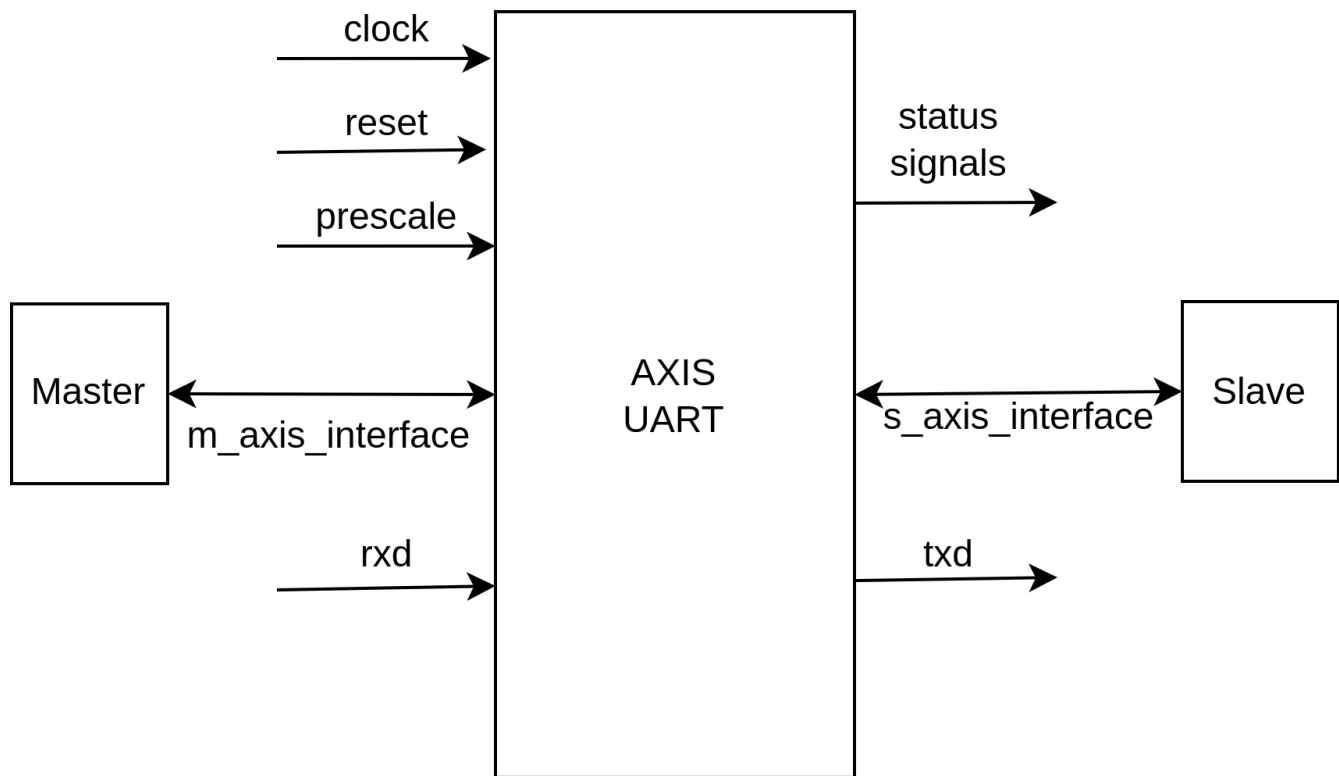 clock
reset
prescale
status
signals
Master
m_axis_interface
AXIS
UART
s_axis_interface
Slave
rxd
txd